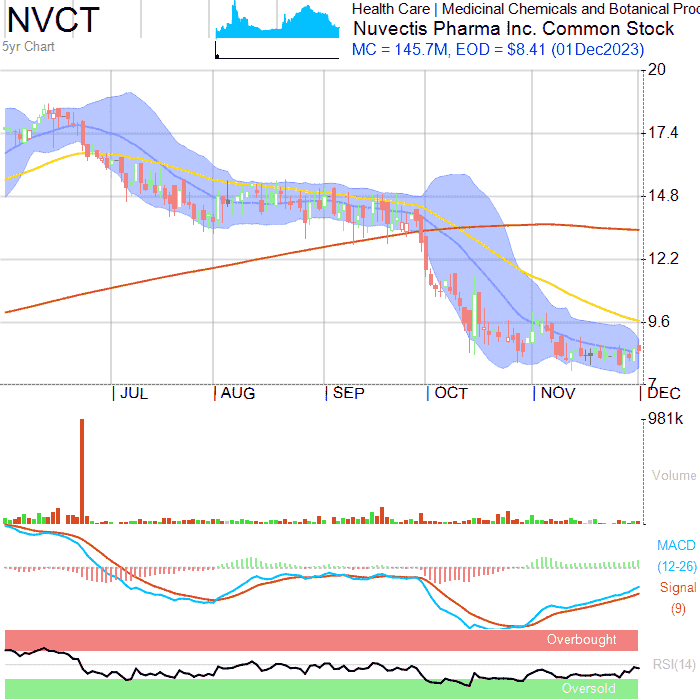 NVCT
5yr Chart
Health Care | Medicinal Chemicals and Botanical Proc
Nuvectis Pharma Inc. Common Stock
MC = 145.7M, EOD = $8.41 (01Dec2023)
20
17.4
14.8
12.2
9.6
7
JUL
AUG
SEP
OCT
NOV
DEC
981k
Volume
MACD
(12-26)
Signal
(9)
Overbought
RSI(14)
Oversold